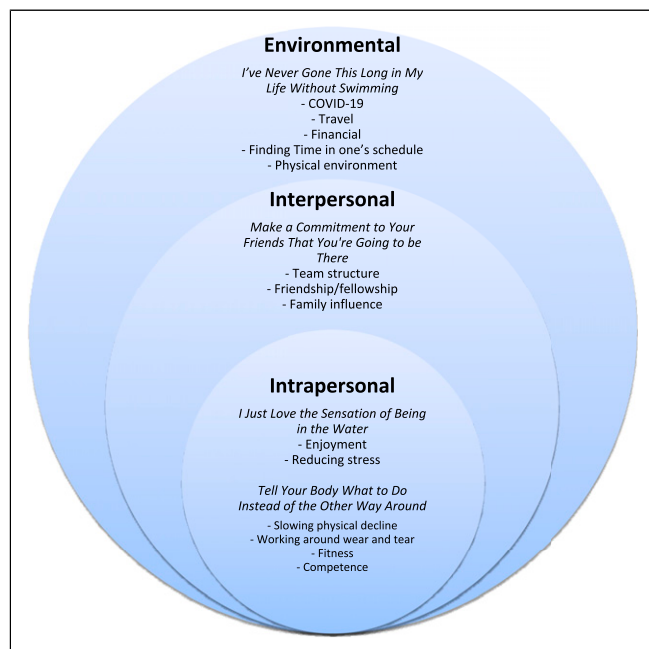 Environmental
I’ve Never Gone This Long in My
Life Without Swimming
- COVID-19
- Travel
- Financial
- Finding Time in one’s schedule
- Physical environment
Interpersonal
Make a Commitment to Your
Friends That You're Going to be
There
- Team structure
- Friendship/fellowship
- Family influence
Intrapersonal
I Just Love the Sensation of Being
in the Water
- Enjoyment
- Reducing stress
Tell Your Body What to Do
Instead of the Other Way Around
- Slowing physical decline
- Working around wear and tear
- Fitness
- Competence